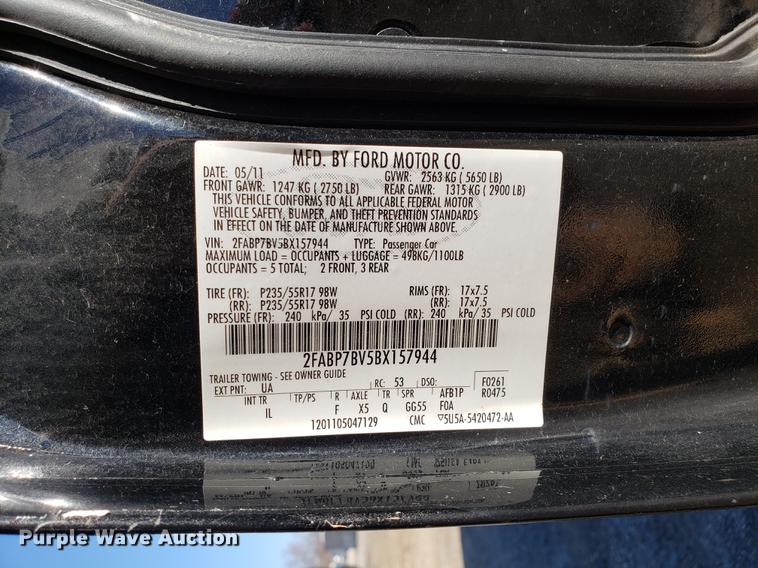 MFD. BY FORD MOTOR CO.
DATE: 05/11 GVWR: 2563 KG ( 5650 LB)
FRONT GAWR: 1247 KG ( 2750 LB) REAR GAWR: 1315 KG ( 2900 LB)
THIS VEHICLE CONFORMS TO ALL APPLICABLE FEDERAL MOTOR
VEHICLE SAFETY, BUMPER, AND THEFT PREVENTION STANDARDS
IN EFFECT ON THE DATE OF MANUFACTURE SHOWN ABOVE.
VIN: 2FABP7BV5BX157944 TYPE: Passenger Car
MAXIMUM LOAD = OCCUPANTS + LUGGAGE = 498KG/1100LB
OCCUPANTS = 5 TOTAL; 2 FRONT, 3 REAR
TIRE (FR): P235/55R17 98W RIMS (FR): 17x7.5
(RR): P235/55R17 98W (RR): 17x7.5
PRESSURE (FR): 240 kPa/ 35 PSI COLD (RR): 240 kPa/35 PSI COLD
2FABP7BV5BX157944
TRAILER TOWING - SEE OWNER GUIDE
EXT PNT: UA RC: 53 DSO: F0261
INT TR TP/PS R AXLE TR SPR AFB1P R0475
IL F X5 Q GG55 FOA
1201105047129 CMC ▽5U5A-5420472-AA
Purple Wave Auction